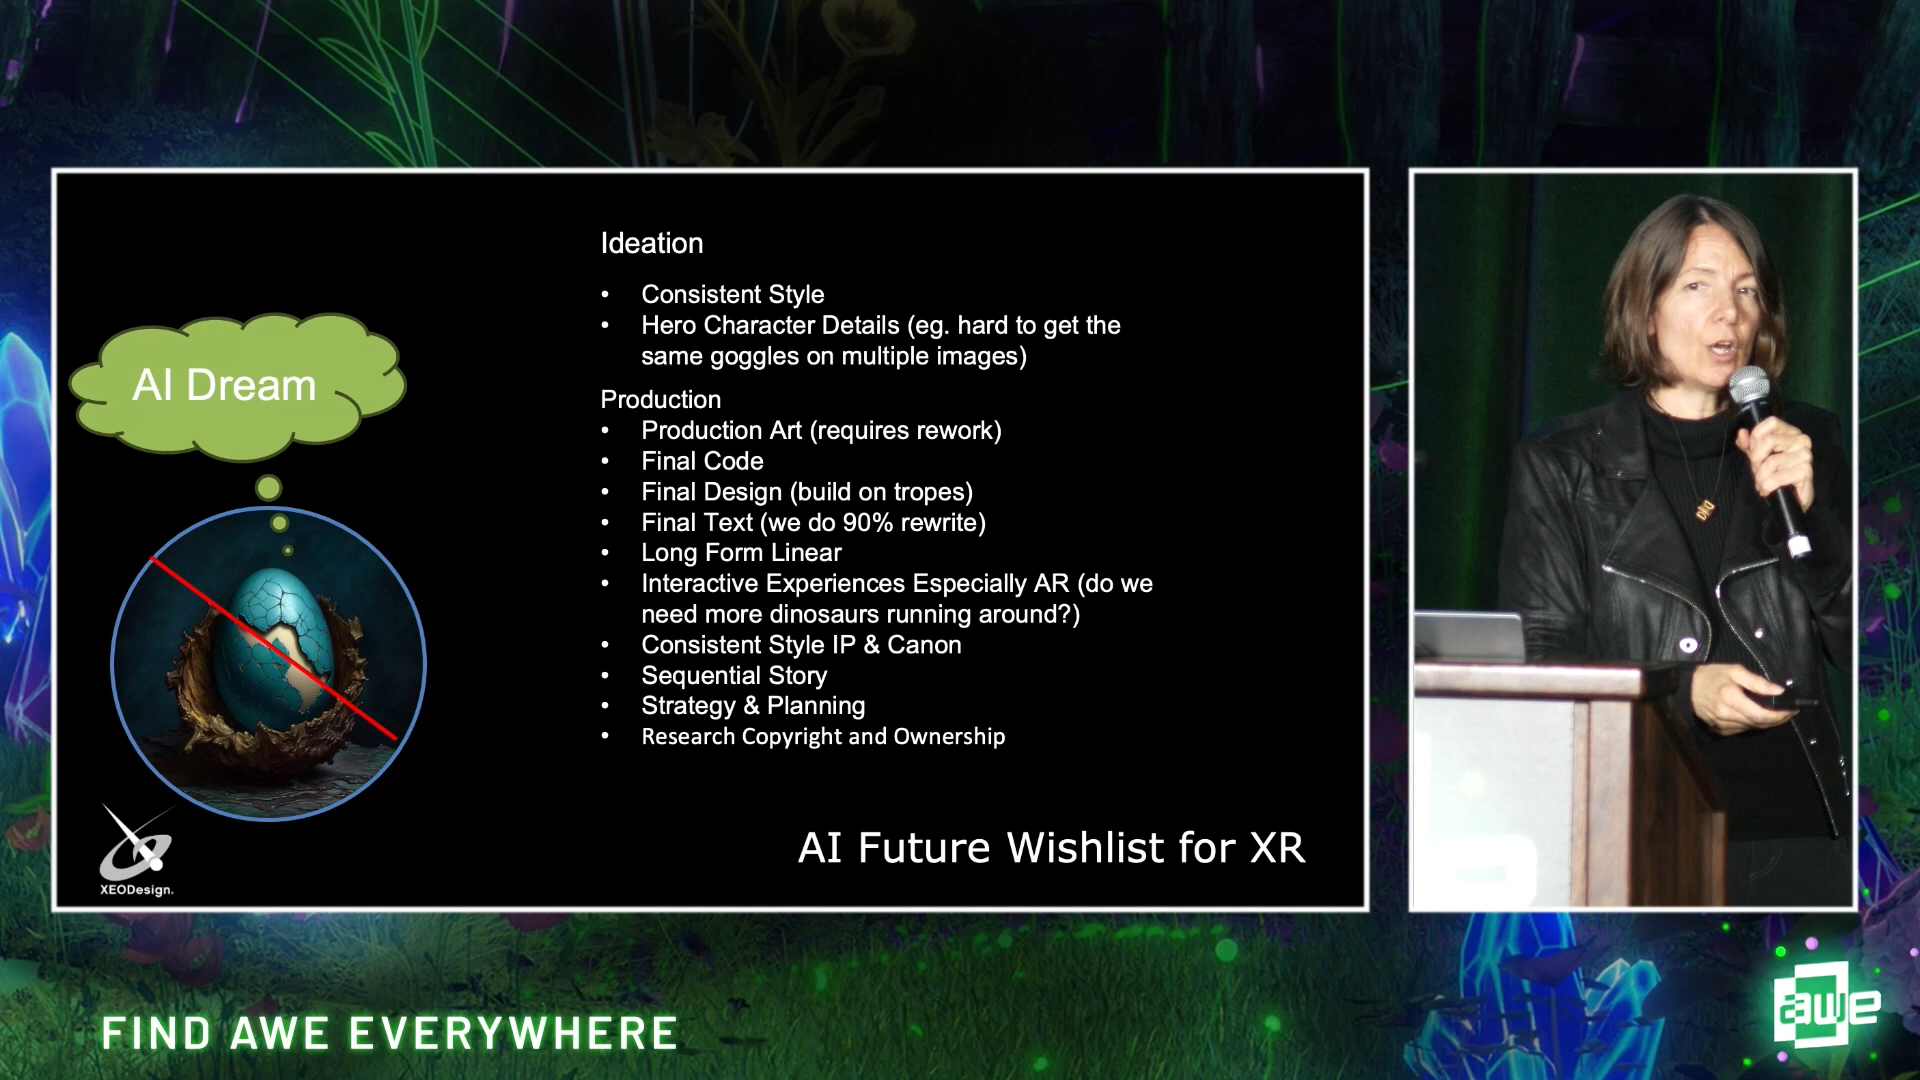 Ideation
• Consistent Style
• Hero Character Details (eg. hard to get the
same goggles on multiple images)
Production
• Production Art (requires rework)
• Final Code
• Final Design (build on tropes)
• Final Text (we do 90% rewrite)
• Long Form Linear
• Interactive Experiences Especially AR (do we
need more dinosaurs running around?)
• Consistent Style IP & Canon
• Sequential Story
• Strategy & Planning
• Research Copyright and Ownership
AI Dream
AI Future Wishlist for XR
XEODesign.
FIND AWE EVERYWHERE
awe